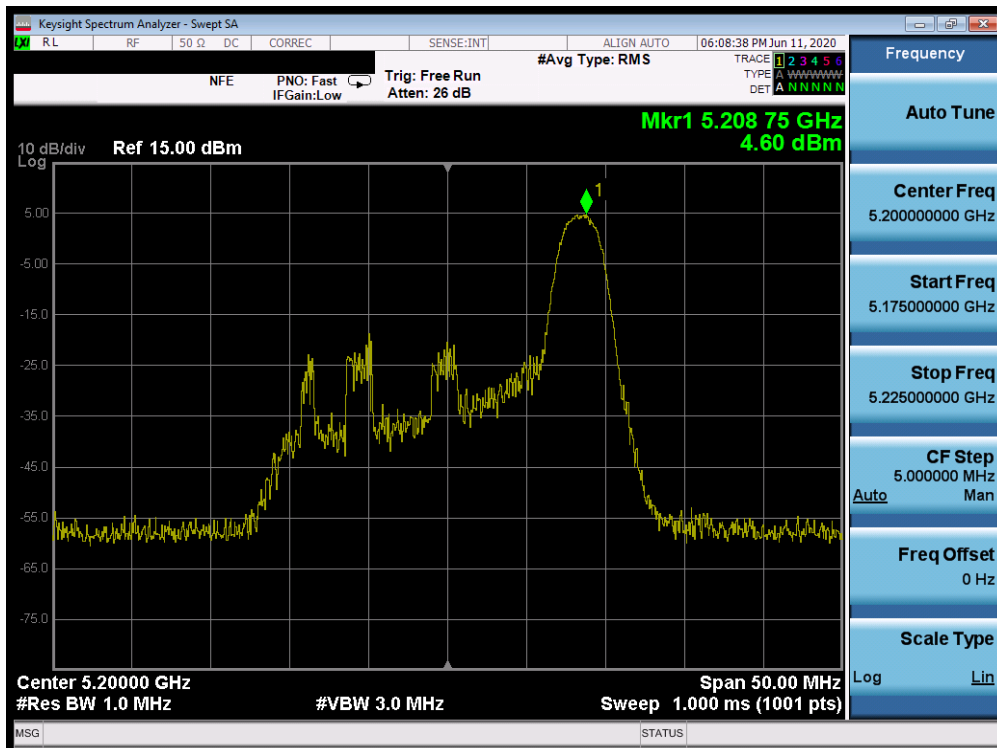 Keysight Spectrum Analyzer - Swept SA
LXI RL RF 50 Ω DC CORREC SENSE:INT ALIGN AUTO 06:08:38 PM Jun 11, 2020
NFE PNO: Fast Trig: Free Run #Avg Type: RMS TRACE 1 2 3 4 5 6
IFGain:Low Atten: 26 dB TYPE A WWWWW
DET A N N N N N
Mkr1 5.208 75 GHz
4.60 dBm
10 dB/div Ref 15.00 dBm
Log
1
5.00
-5.00
-15.0
-25.0
-35.0
-45.0
-55.0
-65.0
-75.0
Center 5.20000 GHz Span 50.00 MHz
#Res BW 1.0 MHz #VBW 3.0 MHz Sweep 1.000 ms (1001 pts)
MSG STATUS
Frequency
Auto Tune
Center Freq
5.200000000 GHz
Start Freq
5.175000000 GHz
Stop Freq
5.225000000 GHz
CF Step
5.000000 MHz
Auto Man
Freq Offset
0 Hz
Scale Type
Log Lin